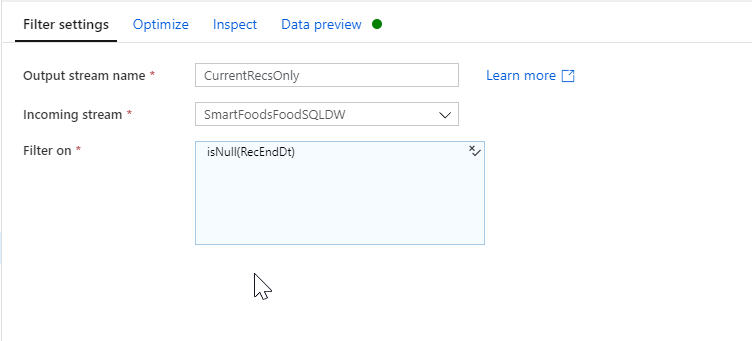 Filter settings Optimize Inspect Data preview
Output stream name * CurrentRecsOnly Learn more
Incoming stream * SmartFoodsFoodSQLDW
Filter on * isNull(RecEndDt)